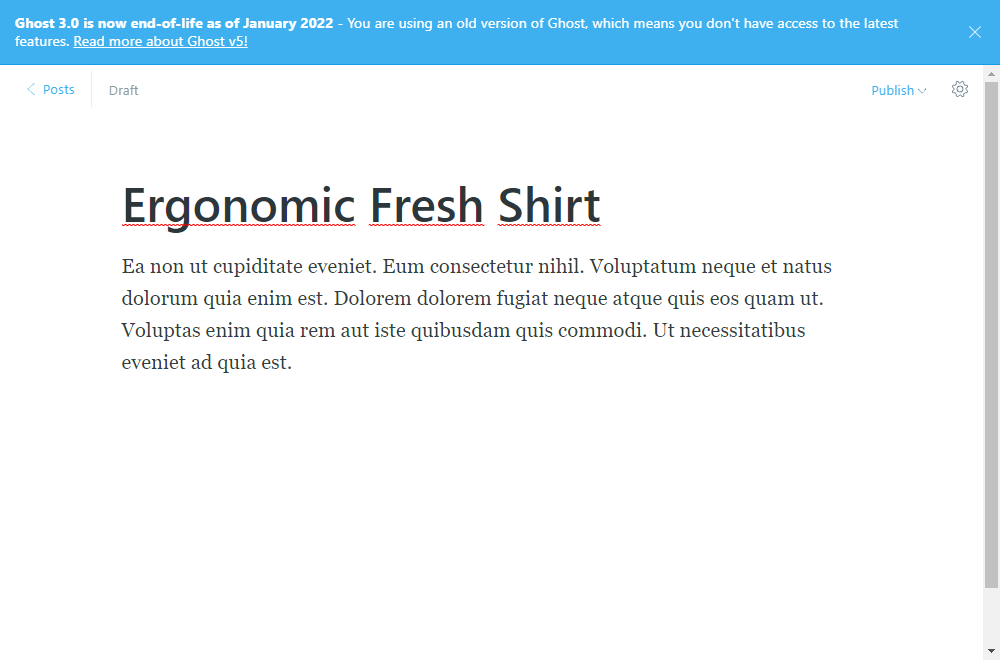 Ghost 3.0 is now end-of-life as of January 2022 - You are using an old version of Ghost, which means you don't have access to the latest
features. Read more about Ghost v5!
Posts
Draft
Publish
Ergonomic Fresh Shirt
Ea non ut cupiditate eveniet. Eum consectetur nihil. Voluptatum neque et natus
dolorum quia enim est. Dolorem dolorem fugiat neque atque quis eos quam ut.
Voluptas enim quia rem aut iste quibusdam quis commodi. Ut necessitatibus
eveniet ad quia est.